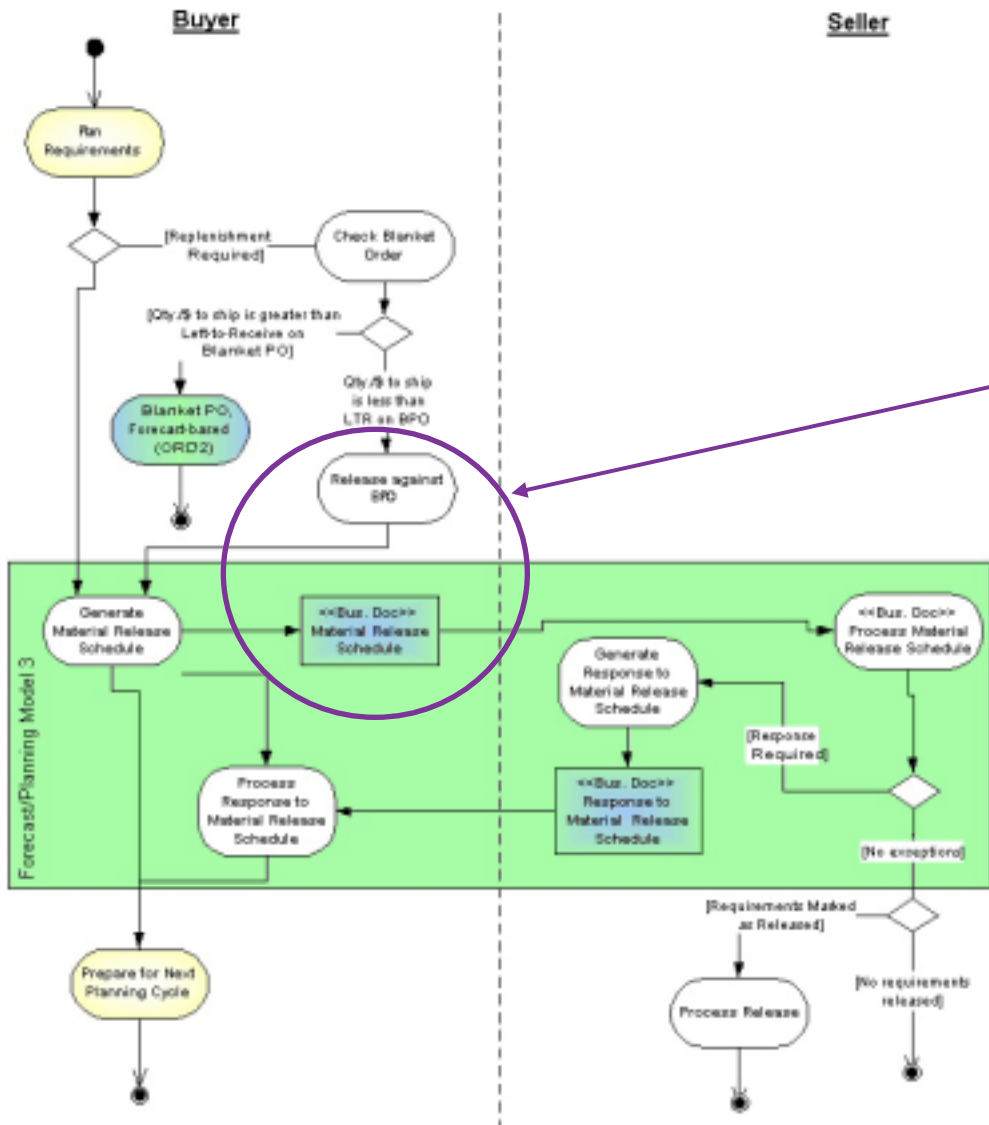 Buyer
Seller
Plan
Requirements
[Replenishment
Required]
Check Blanket
Order
[Qty./$ to ship is greater than
Left-to-Receive on
Blanket PO]
Qty./$ to ship
is less than
LTR on BPO
Blanket PO,
Forecast-based
(ORD2)
Release against
BPO
Forecast/Planning Model 3
Generate
Material Release
Schedule
<<Bus. Doc>>
Material Release
Schedule
<<Bus. Doc>>
Process Material
Release Schedule
Generate
Response to
Material Release
Schedule
[Response
Required]
Process
Response to
Material Release
Schedule
<<Bus. Doc>>
Response to
Material Release
Schedule
[No exceptions]
[Requirements Marked
as Released]
Prepare for Next
Planning Cycle
[No requirements
released]
Process Release